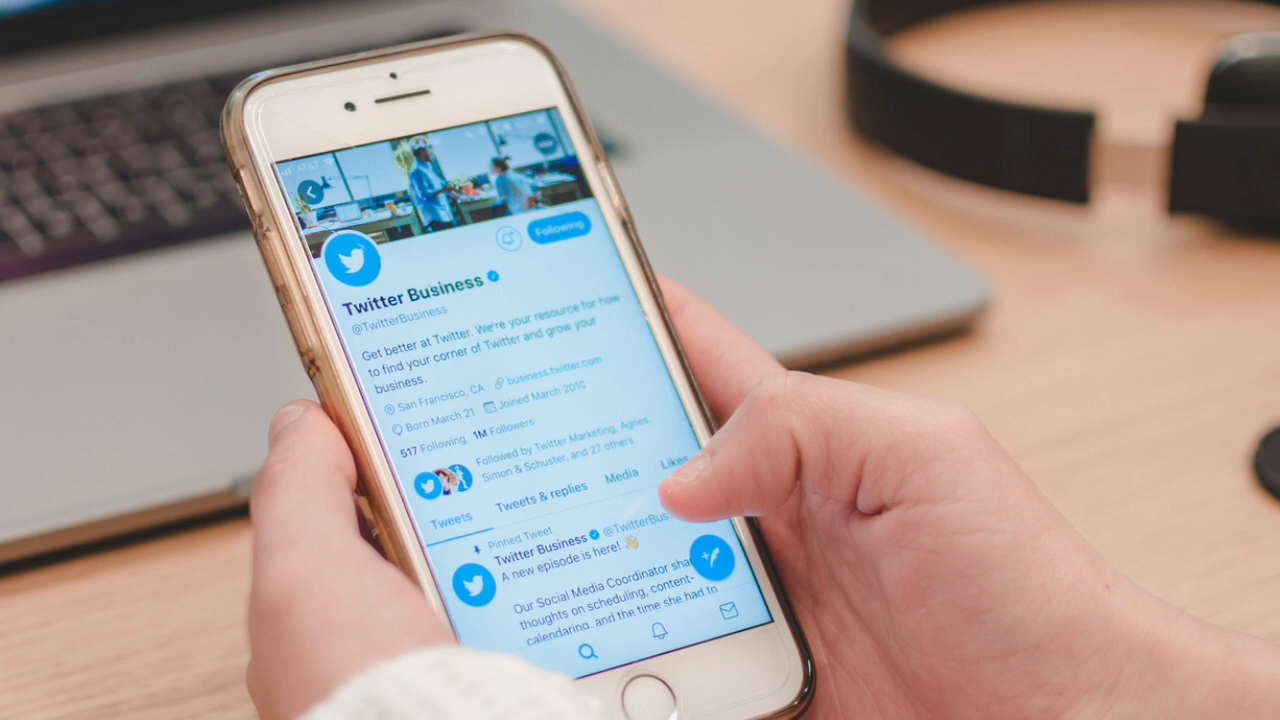 AT&T
Following
Twitter Business
@TwitterBusiness
Get better at Twitter. We're your resource for how
to find your corner of Twitter and grow your
business.
San Francisco, CA business.twitter.com
Born March 21 Joined March 2010
517 Following 1M Followers
Followed by Twitter Marketing, Agnes,
Simon & Schuster, and 27 others
Tweets Tweets & replies Media Likes
Pinned Tweet
Twitter Business @TwitterBus...
A new episode is here! 👋
Our Social Media Coordinator
thoughts on scheduling, content-
calendaring, and the time she had to